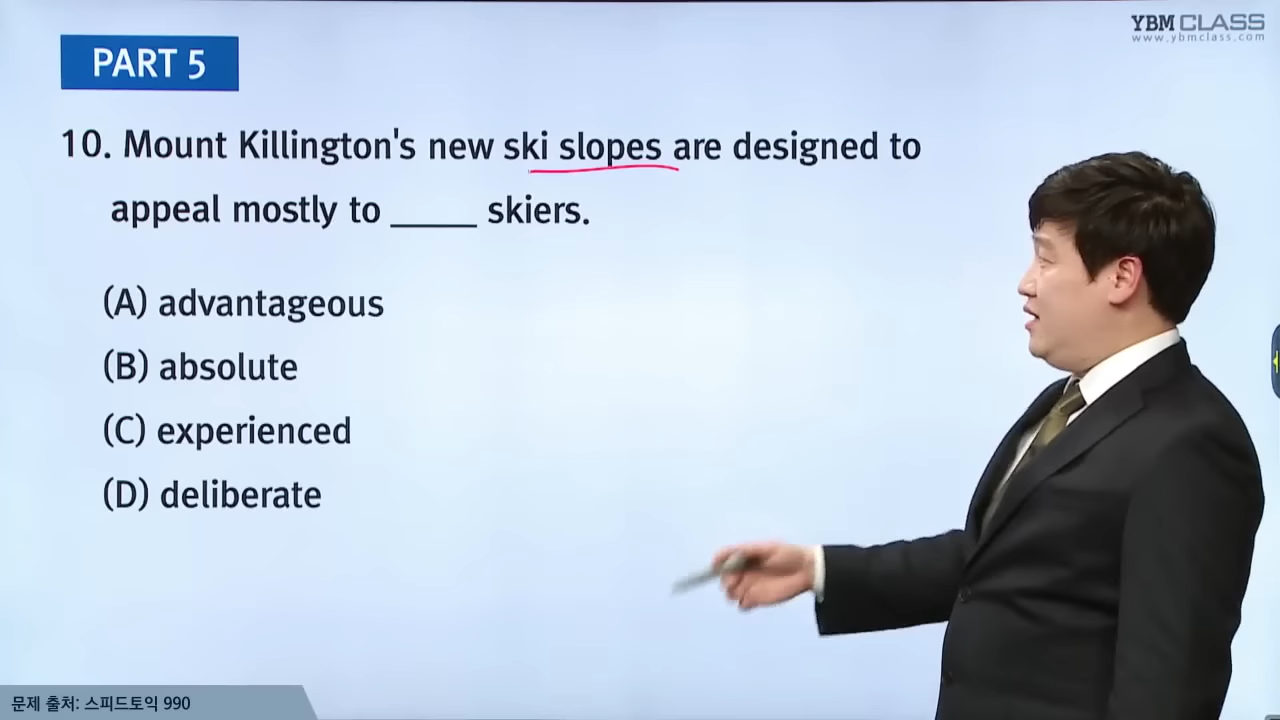 YBM CLASS
www.ybmclass.com
PART 5
10. Mount Killington's new ski slopes are designed to
appeal mostly to _____ skiers.
(A) advantageous
(B) absolute
(C) experienced
(D) deliberate
문제 출처: 스피드토익 990